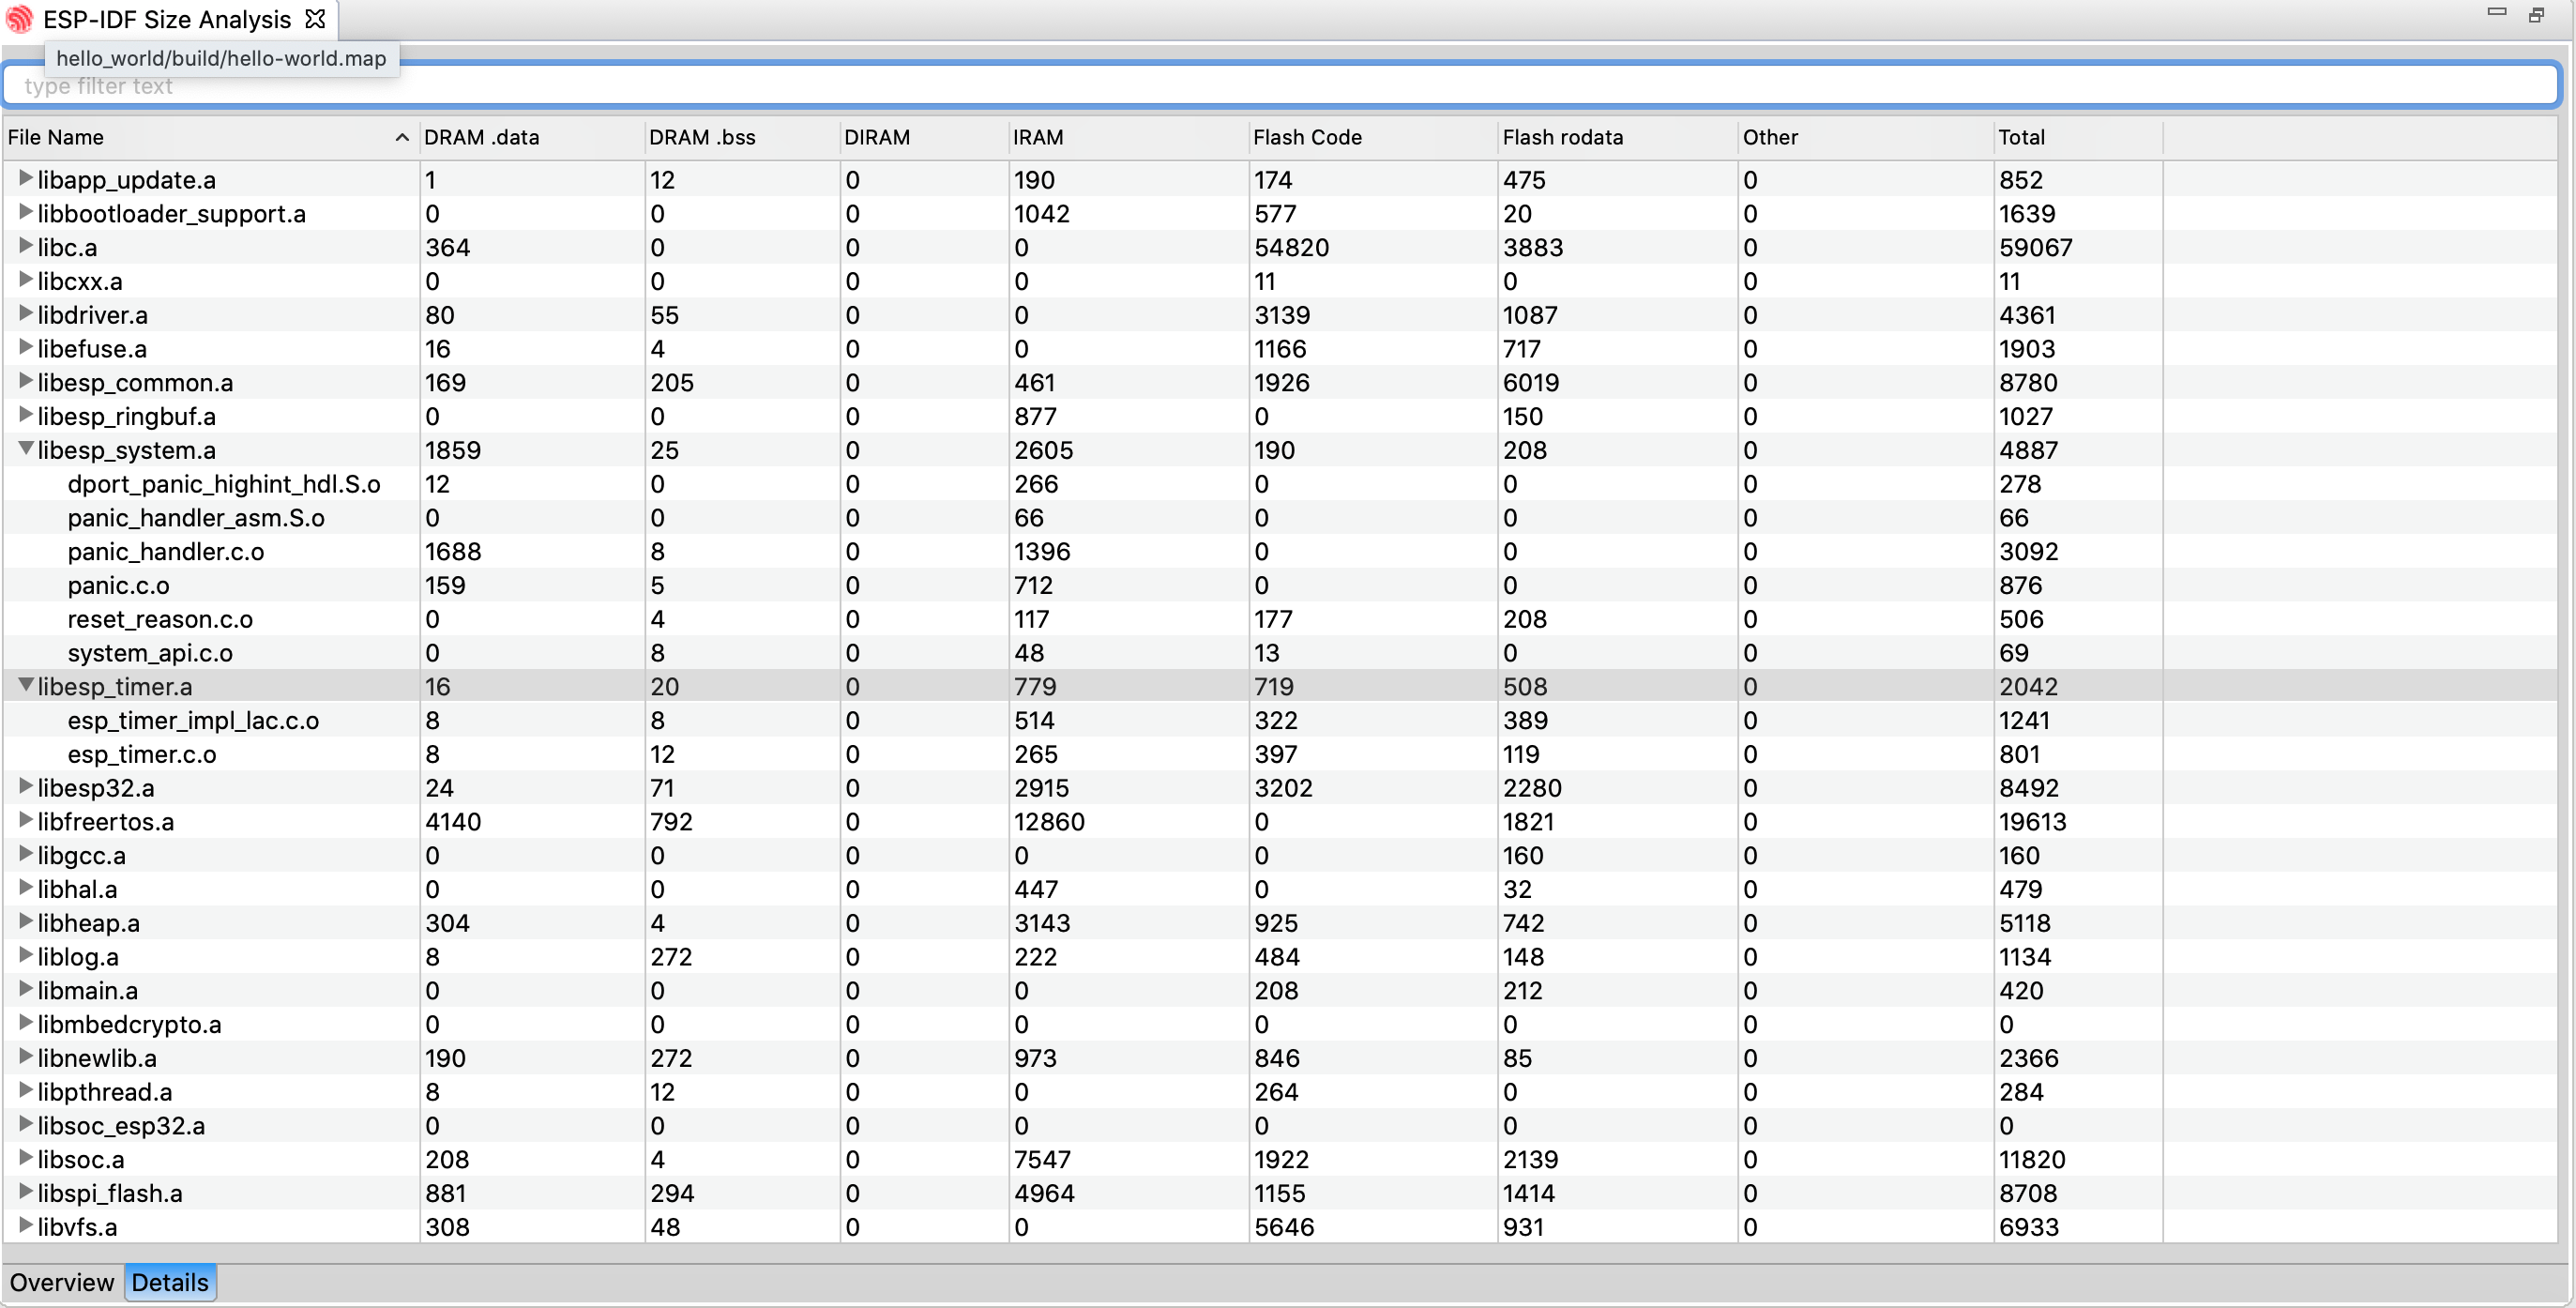 ESP-IDF Size Analysis
hello_world/build/hello-world.map
type filter text
File Name DRAM .data DRAM .bss DIRAM IRAM Flash Code Flash rodata Other Total
libapp_update.a 1 12 0 190 174 475 0 852
libbootloader_support.a 0 0 0 1042 577 20 0 1639
libc.a 364 0 0 0 54820 3883 0 59067
libcxx.a 0 0 0 0 11 0 0 11
libdriver.a 80 55 0 0 3139 1087 0 4361
libefuse.a 16 4 0 0 1166 717 0 1903
libesp_common.a 169 205 0 461 1926 6019 0 8780
libesp_ringbuf.a 0 0 0 877 0 150 0 1027
libesp_system.a 1859 25 0 2605 190 208 0 4887
dport_panic_highint_hdl.S.o 12 0 0 266 0 0 0 278
panic_handler_asm.S.o 0 0 0 66 0 0 0 66
panic_handler.c.o 1688 8 0 1396 0 0 0 3092
panic.c.o 159 5 0 712 0 0 0 876
reset_reason.c.o 0 4 0 117 177 208 0 506
system_api.c.o 0 8 0 48 13 0 0 69
libesp_timer.a 16 20 0 779 719 508 0 2042
esp_timer_impl_lac.c.o 8 8 0 514 322 389 0 1241
esp_timer.c.o 8 12 0 265 397 119 0 801
libesp32.a 24 71 0 2915 3202 2280 0 8492
libfreertos.a 4140 792 0 12860 0 1821 0 19613
libgcc.a 0 0 0 0 0 160 0 160
libhal.a 0 0 0 447 0 32 0 479
libheap.a 304 4 0 3143 925 742 0 5118
liblog.a 8 272 0 222 484 148 0 1134
libmain.a 0 0 0 0 208 212 0 420
libmbedcrypto.a 0 0 0 0 0 0 0 0
libnewlib.a 190 272 0 973 846 85 0 2366
libpthread.a 8 12 0 0 264 0 0 284
libsoc_esp32.a 0 0 0 0 0 0 0 0
libsoc.a 208 4 0 7547 1922 2139 0 11820
libspi_flash.a 881 294 0 4964 1155 1414 0 8708
libvfs.a 308 48 0 0 5646 931 0 6933
Overview Details